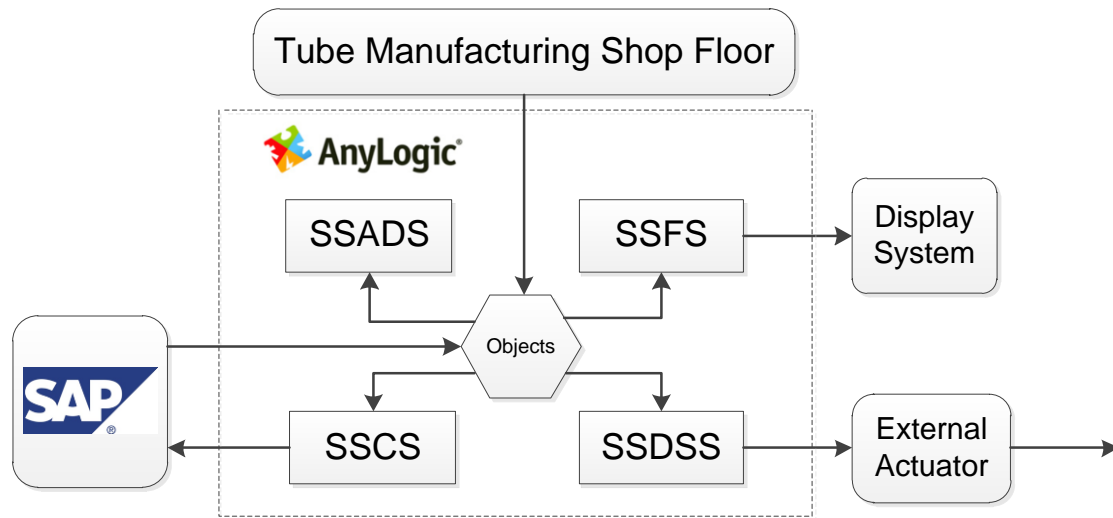 Tube Manufacturing Shop Floor
AnyLogic®
SSADS
SSFS
Display
System
Objects
SAP®
SSCS
SSDSS
External
Actuator